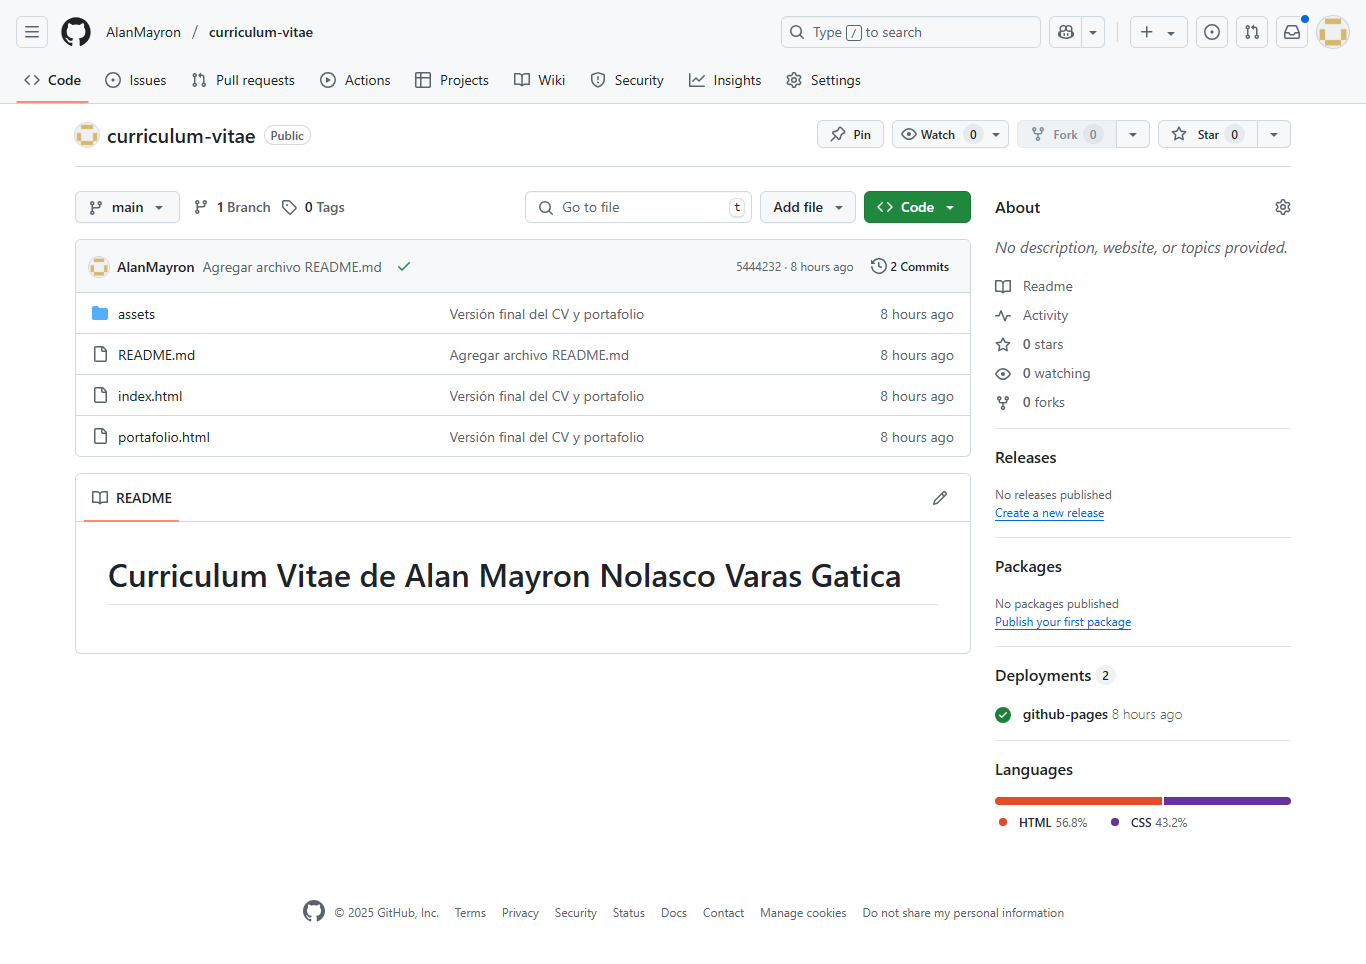 AlanMayron / curriculum-vitae
Type / to search
Code
Issues
Pull requests
Actions
Projects
Wiki
Security
Insights
Settings
curriculum-vitae Public
Pin
Watch 0
Fork 0
Star 0
main
1 Branch
0 Tags
Go to file t
Add file
Code
AlanMayron Agregar archivo README.md
5444232 · 8 hours ago
2 Commits
assets Versión final del CV y portafolio 8 hours ago
README.md Agregar archivo README.md 8 hours ago
index.html Versión final del CV y portafolio 8 hours ago
portafolio.html Versión final del CV y portafolio 8 hours ago
README
Curriculum Vitae de Alan Mayron Nolasco Varas Gatica
About
No description, website, or topics provided.
Readme
Activity
0 stars
0 watching
0 forks
Releases
No releases published
Create a new release
Packages
No packages published
Publish your first package
Deployments 2
github-pages 8 hours ago
Languages
HTML 56.8%
CSS 43.2%
© 2025 GitHub, Inc.
Terms
Privacy
Security
Status
Docs
Contact
Manage cookies
Do not share my personal information